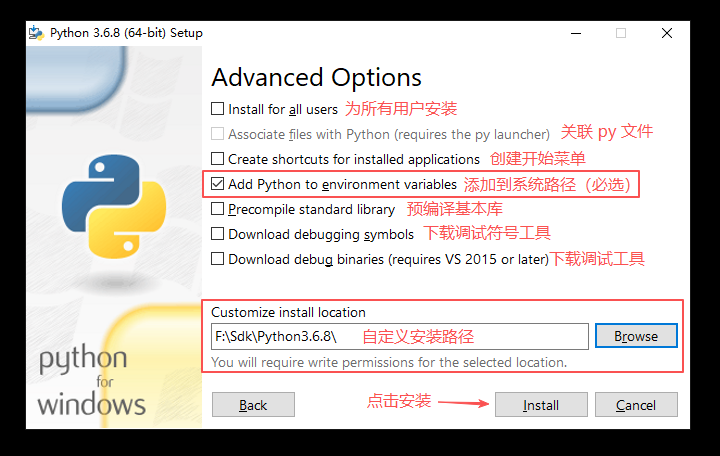 Python 3.6.8 (64-bit) Setup
Advanced Options
Install for all users 为所有用户安装
Associate files with Python (requires the py launcher) 关联 py 文件
Create shortcuts for installed applications 创建开始菜单
Add Python to environment variables 添加到系统路径（必选）
Precompile standard library 预编译基本库
Download debugging symbols 下载调试符号工具
Download debug binaries (requires VS 2015 or later) 下载调试工具
Customize install location
F:\Sdk\Python3.6.8\ 自定义安装路径 Browse
You will require write permissions for the selected location.
python
for
windows
Back 点击安装 Install Cancel